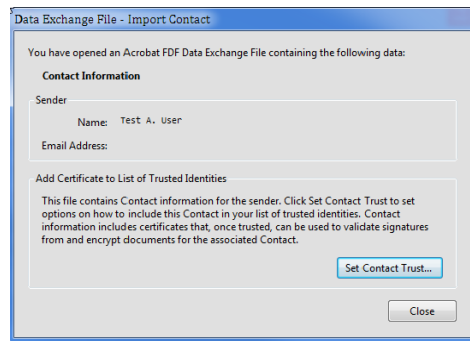 Data Exchange File - Import Contact
You have opened an Acrobat FDF Data Exchange File containing the following data:
Contact Information
Sender
Name: Test A. User
Email Address:
Add Certificate to List of Trusted Identities
This file contains Contact information for the sender. Click Set Contact Trust to set
options on how to include this Contact in your list of trusted identities. Contact
information includes certificates that, once trusted, can be used to validate signatures
from and encrypt documents for the associated Contact.
Set Contact Trust...
Close